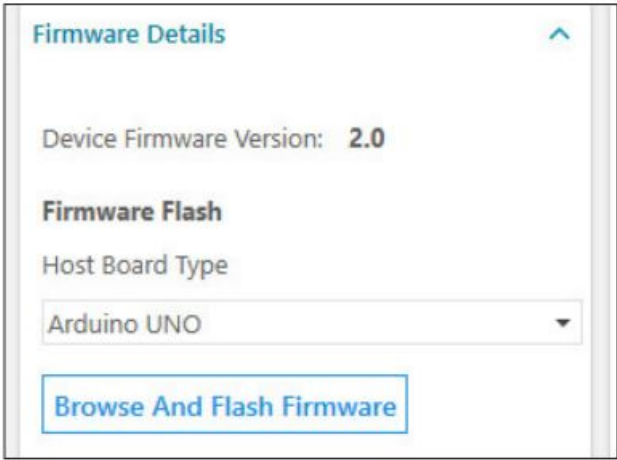 Firmware Details
Device Firmware Version: 2.0
Firmware Flash
Host Board Type
Arduino UNO
Browse And Flash Firmware